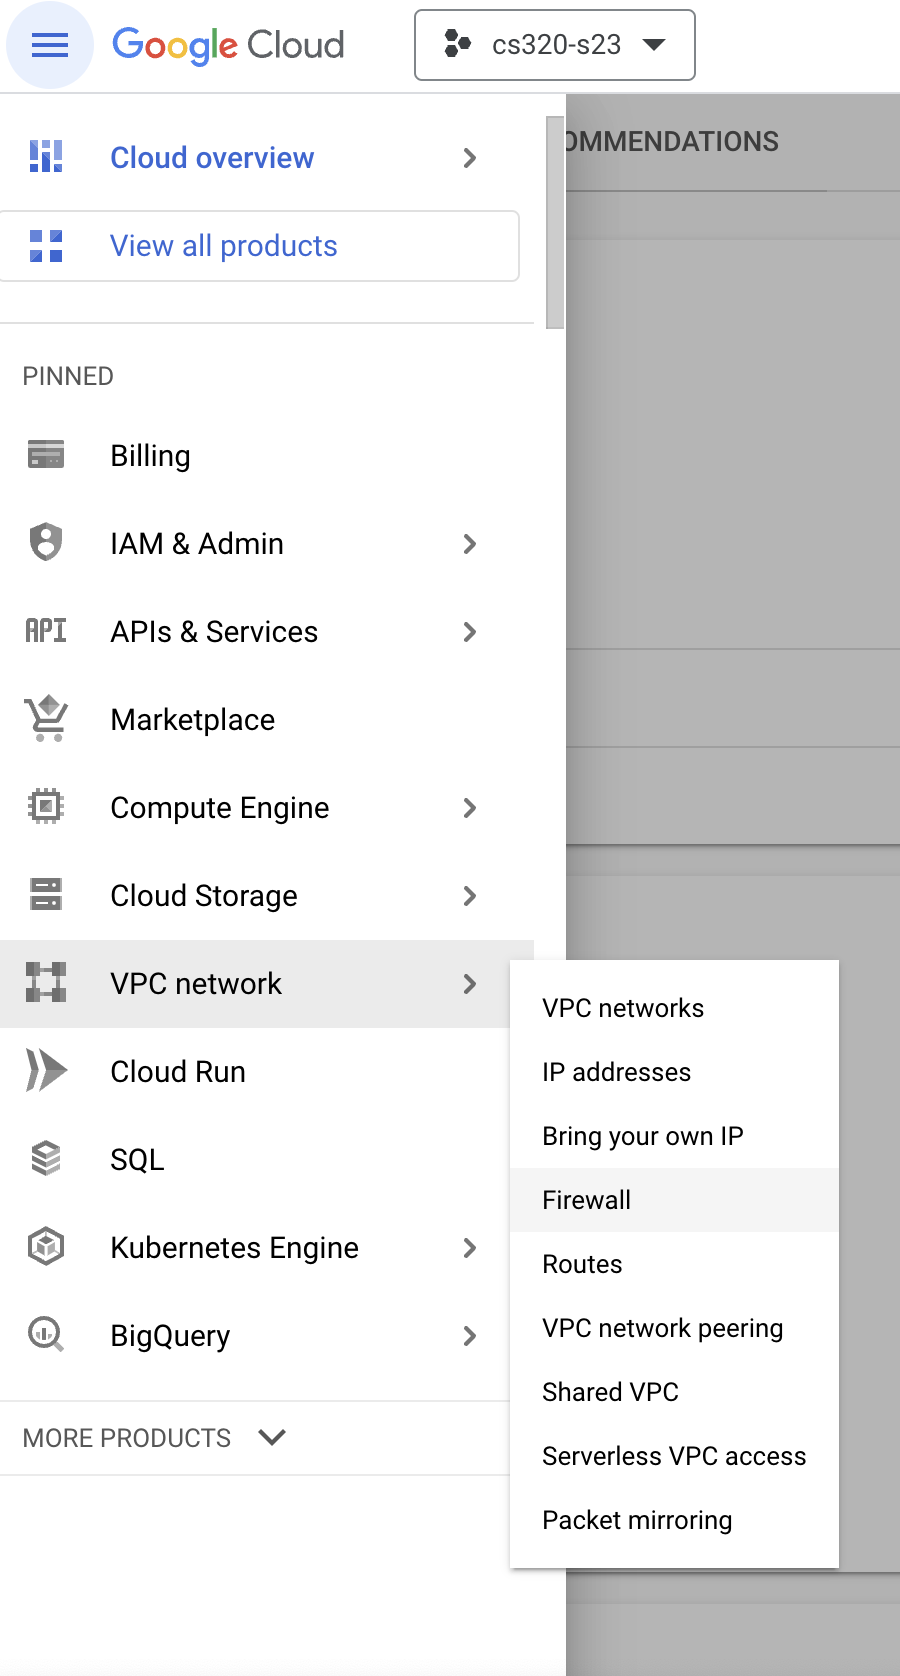 Google Cloud
cs320-s23
OMMENDATIONS
Cloud overview
View all products
PINNED
Billing
IAM & Admin
API
APIs & Services
Marketplace
Compute Engine
Cloud Storage
VPC network
VPC networks
IP addresses
Bring your own IP
Firewall
Routes
VPC network peering
Shared VPC
Serverless VPC access
Packet mirroring
Cloud Run
SQL
Kubernetes Engine
BigQuery
MORE PRODUCTS